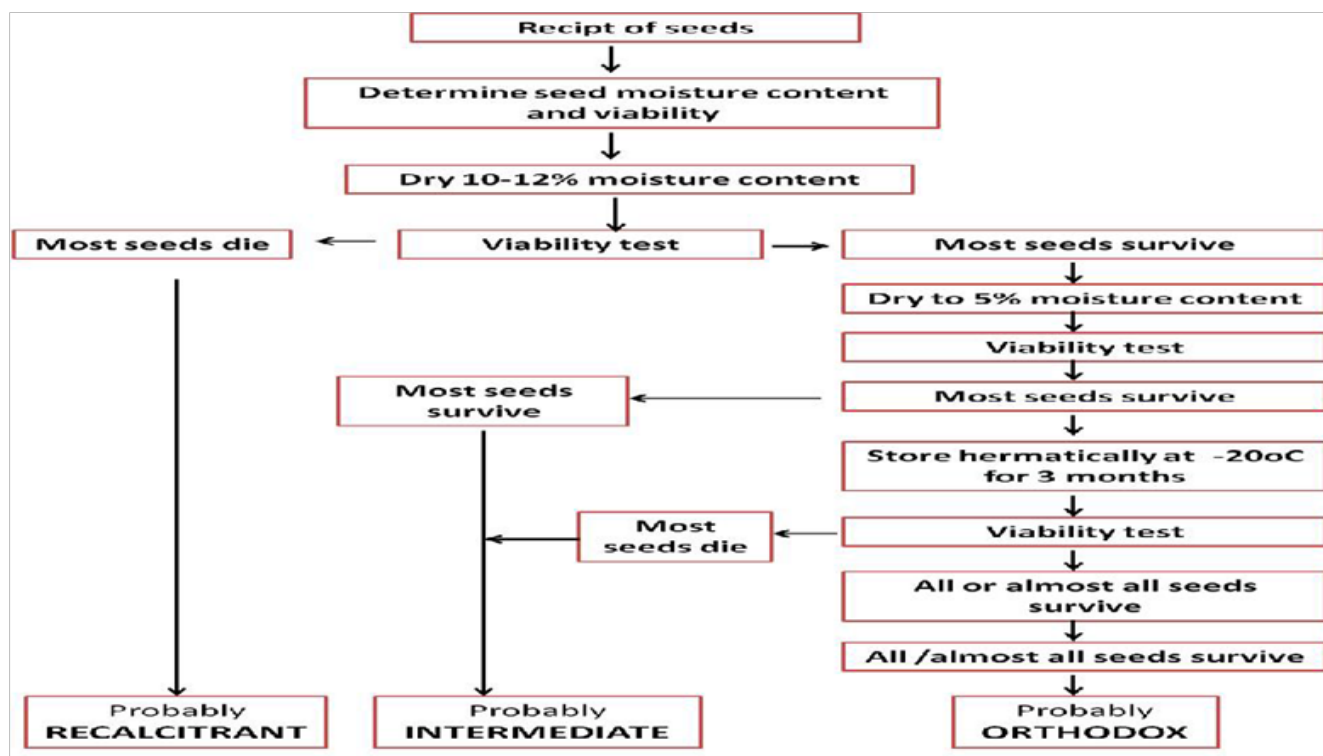 Recipt of seeds
Determine seed moisture content
and viability
Dry 10-12% moisture content
Most seeds die
Viability test
Most seeds survive
Dry to 5% moisture content
Viability test
Most seeds
survive
Most seeds survive
Store hermatically at -20oC
for 3 months
Most
seeds die
Viability test
All or almost all seeds
survive
All /almost all seeds survive
Probably
RECALCITRANT
Probably
INTERMEDIATE
Probably
ORTHODOX